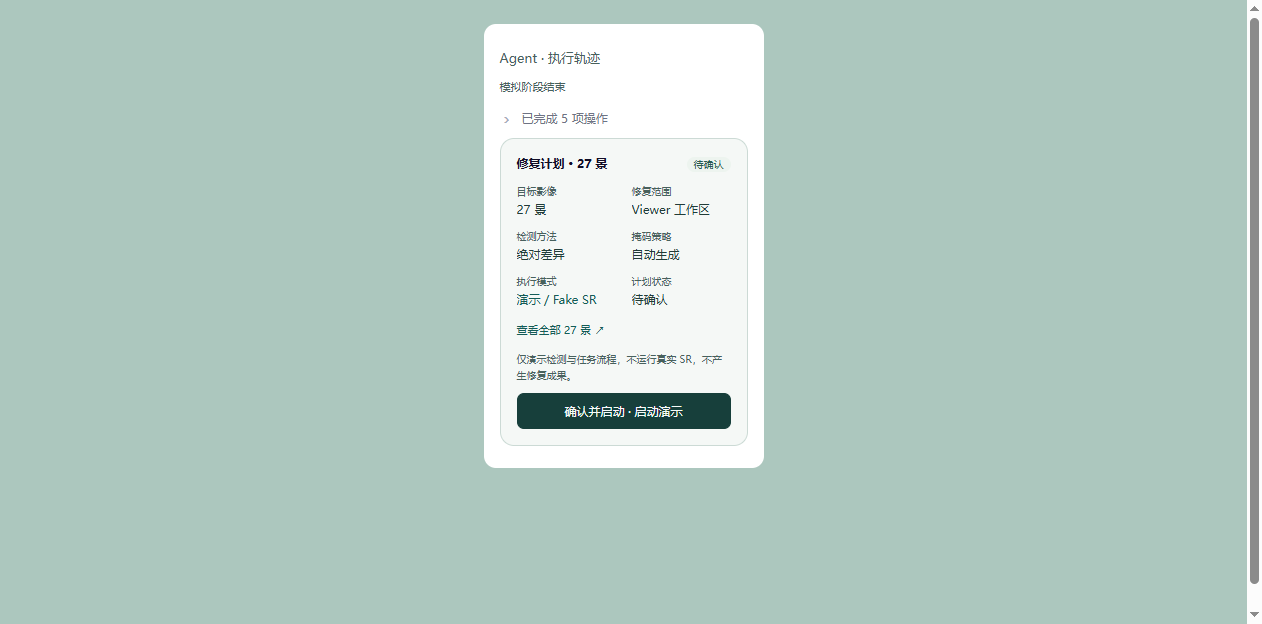 Agent · 执行轨迹
模拟阶段结束
› 已完成 5 项操作
修复计划 · 27 景 待确认
目标影像 修复范围
27 景 Viewer 工作区
检测方法 掩码策略
绝对差异 自动生成
执行模式 计划状态
演示 / Fake SR 待确认
查看全部 27 景 ↗
仅演示检测与任务流程，不运行真实 SR，不产
生修复成果。
确认并启动 · 启动演示